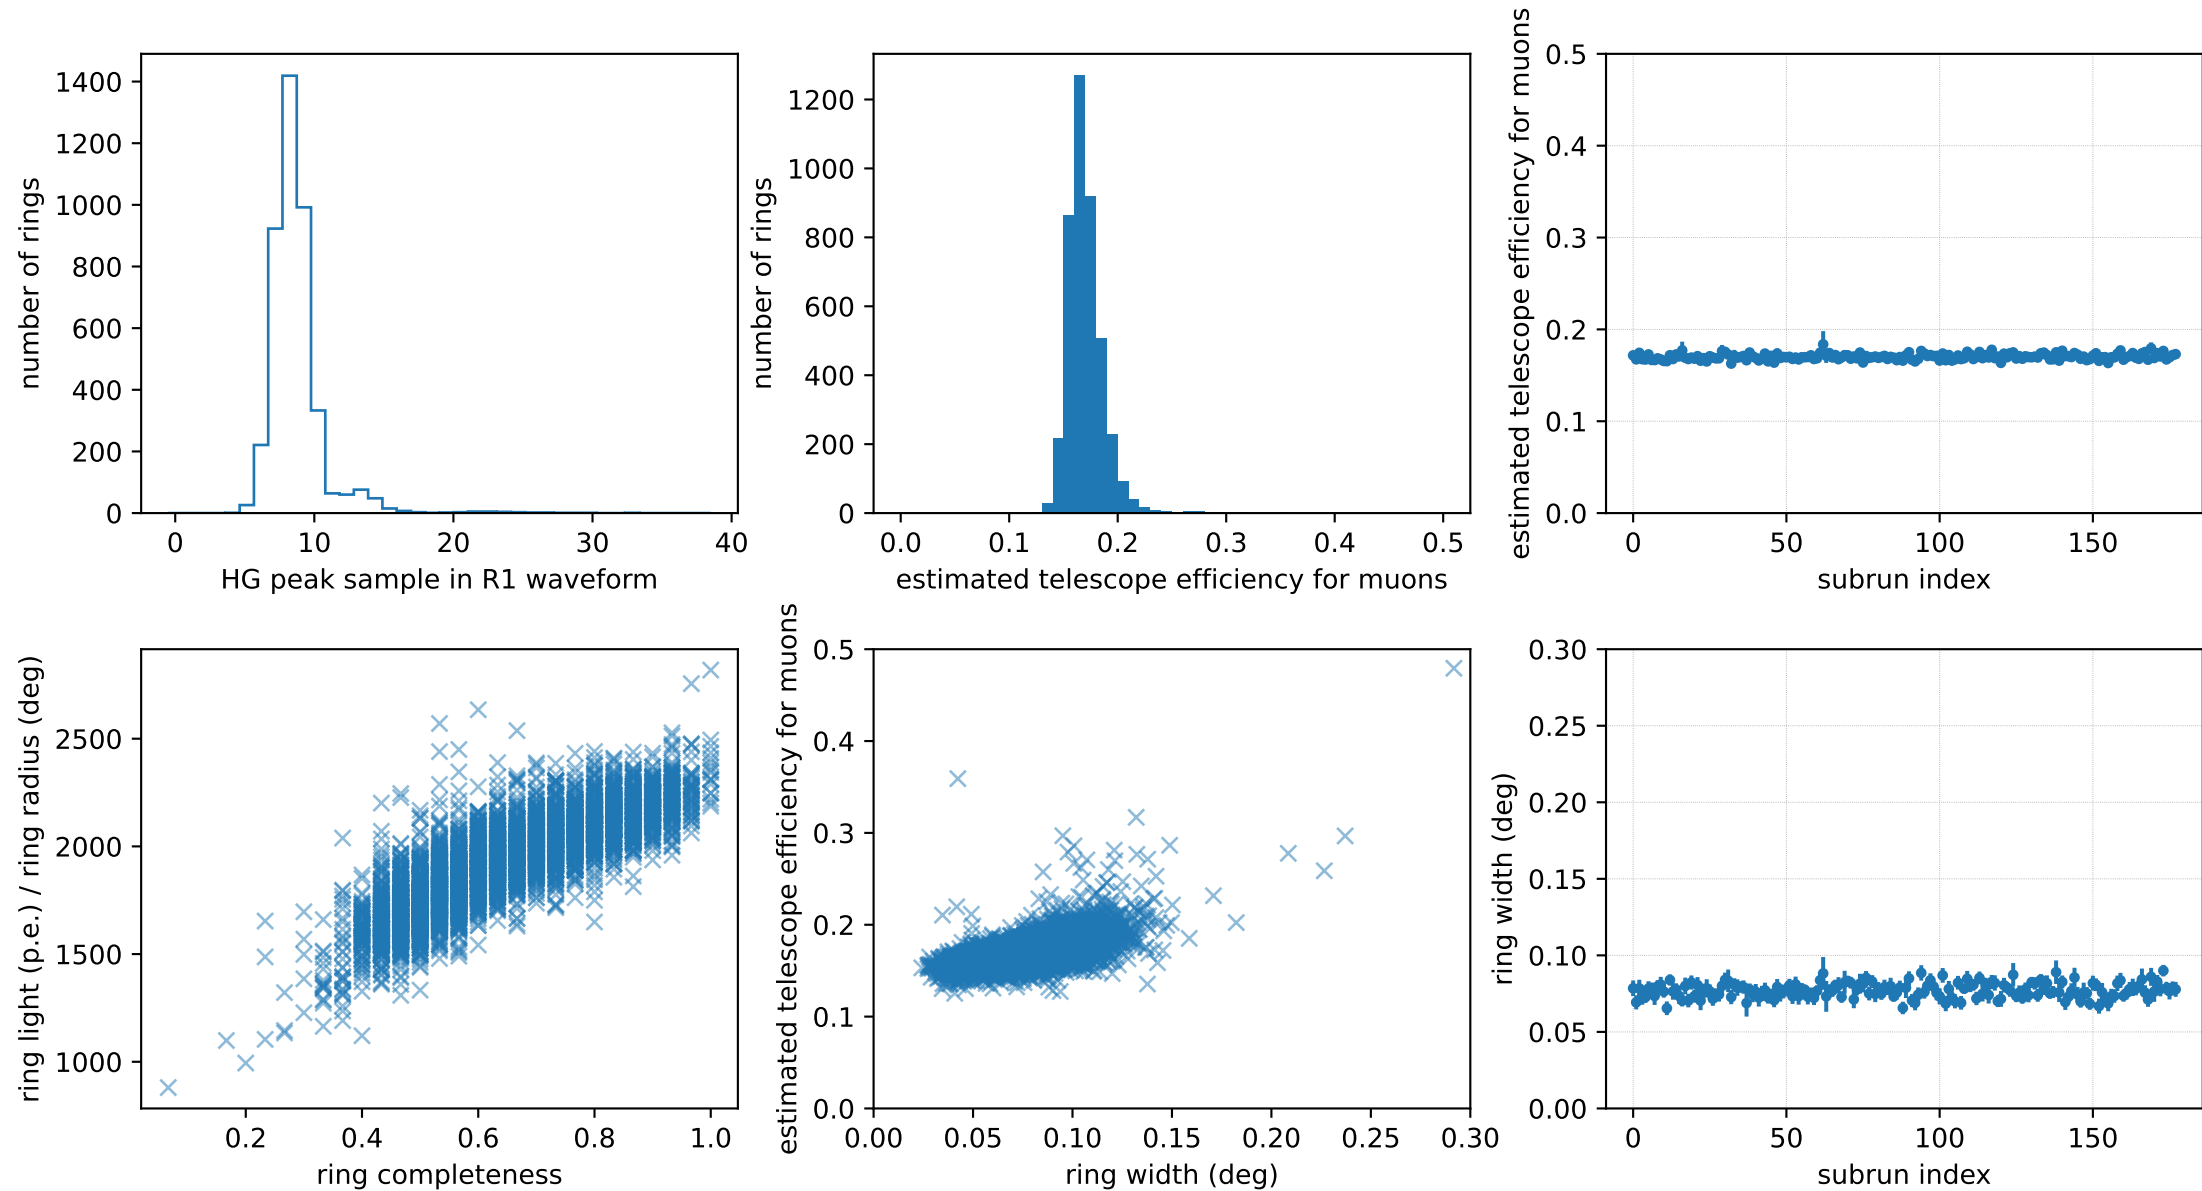 1400
1200
1000
800
600
400
200
0
number of rings
0 10 20 30 40
HG peak sample in R1 waveform
1200
1000
800
600
400
200
0
number of rings
0.0 0.1 0.2 0.3 0.4 0.5
estimated telescope efficiency for muons
0.5
0.4
0.3
0.2
0.1
0.0
estimated telescope efficiency for muons
0 50 100 150
subrun index
2500
2000
1500
1000
ring light (p.e.) / ring radius (deg)
0.2 0.4 0.6 0.8 1.0
ring completeness
0.5
0.4
0.3
0.2
0.1
0.0
estimated telescope efficiency for muons
0.00 0.05 0.10 0.15 0.20 0.25 0.30
ring width (deg)
0.30
0.25
0.20
0.15
0.10
0.05
0.00
ring width (deg)
0 50 100 150
subrun index